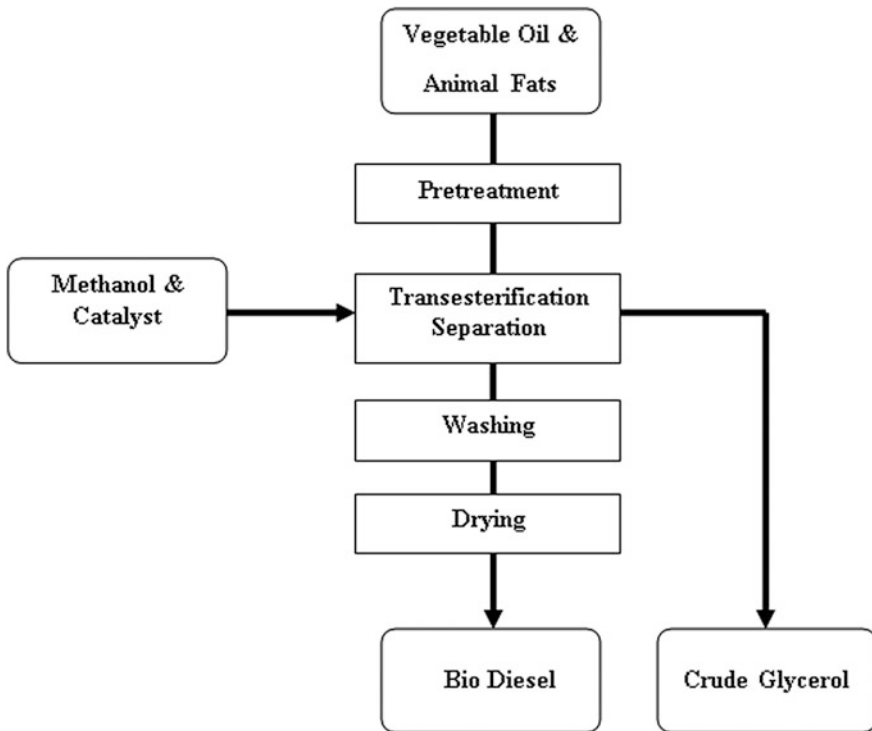 Vegetable Oil &
Animal Fats
Pretreatment
Methanol &
Catalyst
Transesterification
Separation
Washing
Drying
Bio Diesel
Crude Glycerol